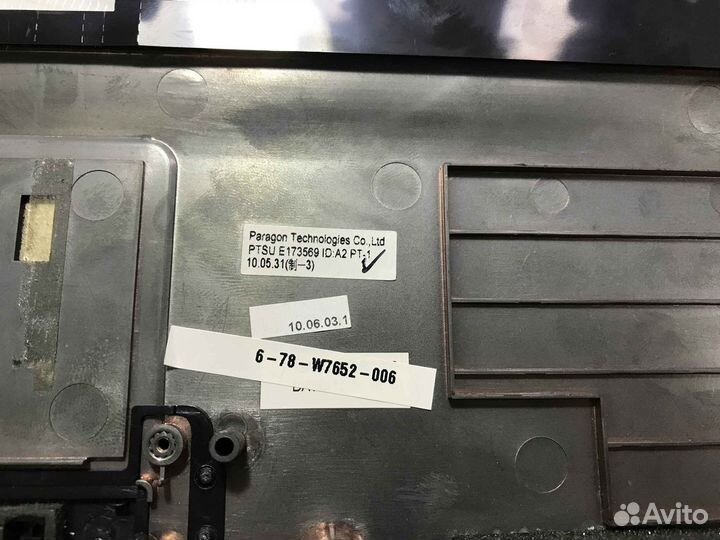 Paragon Technologies Co.,Ltd
PTSU E173569 ID:A2 PT-1
10.05.31(制-3)
10.06.03.1
6-78-W7652-006
Avito